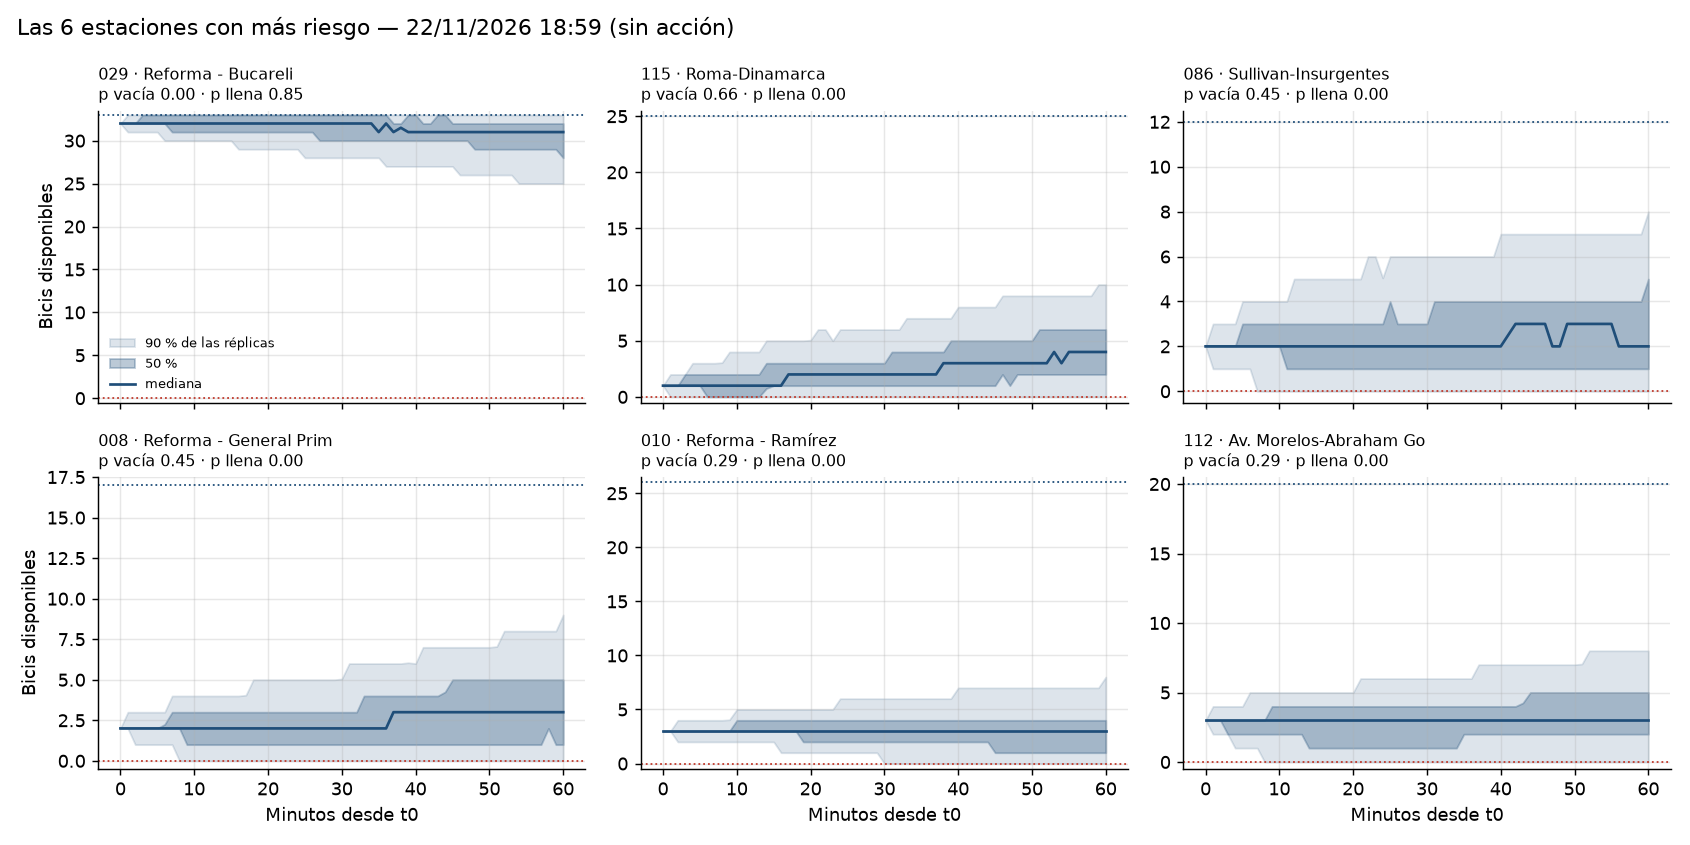 Las 6 estaciones con más riesgo — 22/11/2026 18:59 (sin acción)
029 · Reforma - Bucareli
p vacía 0.00 · p llena 0.85
115 · Roma-Dinamarca
p vacía 0.66 · p llena 0.00
086 · Sullivan-Insurgentes
p vacía 0.45 · p llena 0.00
Bicis disponibles
30
25
20
15
10
5
0
90 % de las réplicas
50 %
mediana
25
20
15
10
5
0
12
10
8
6
4
2
0
008 · Reforma - General Prim
p vacía 0.45 · p llena 0.00
010 · Reforma - Ramírez
p vacía 0.29 · p llena 0.00
112 · Av. Morelos-Abraham Go
p vacía 0.29 · p llena 0.00
Bicis disponibles
17.5
15.0
12.5
10.0
7.5
5.0
2.5
0.0
0 10 20 30 40 50 60
Minutos desde t0
25
20
15
10
5
0
0 10 20 30 40 50 60
Minutos desde t0
20
15
10
5
0
0 10 20 30 40 50 60
Minutos desde t0